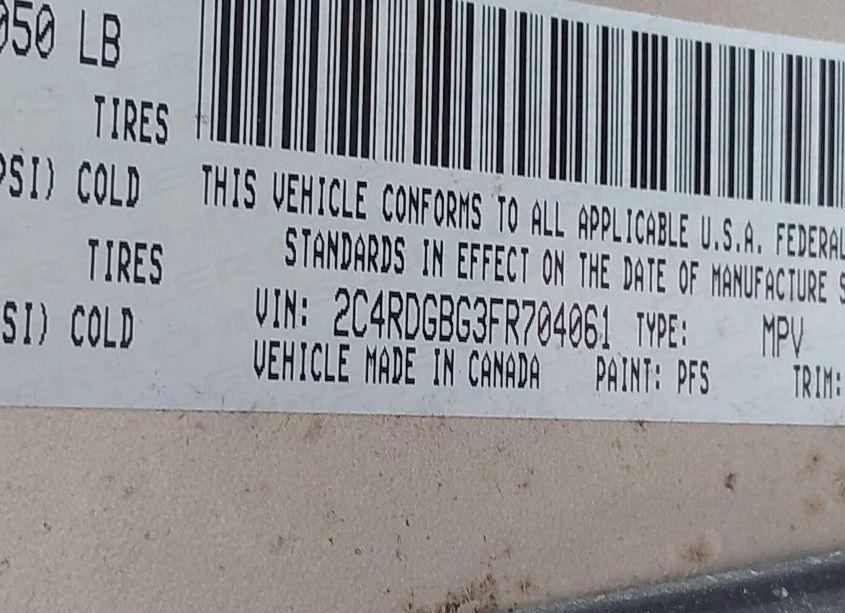 050 LB
TIRES
PSI) COLD
TIRES
SI) COLD
THIS VEHICLE CONFORMS TO ALL APPLICABLE U.S.A. FEDERAL
STANDARDS IN EFFECT ON THE DATE OF MANUFACTURE S
VIN: 2C4RDGBG3FR704061 TYPE: MPV
VEHICLE MADE IN CANADA PAINT: PFS TRIM: